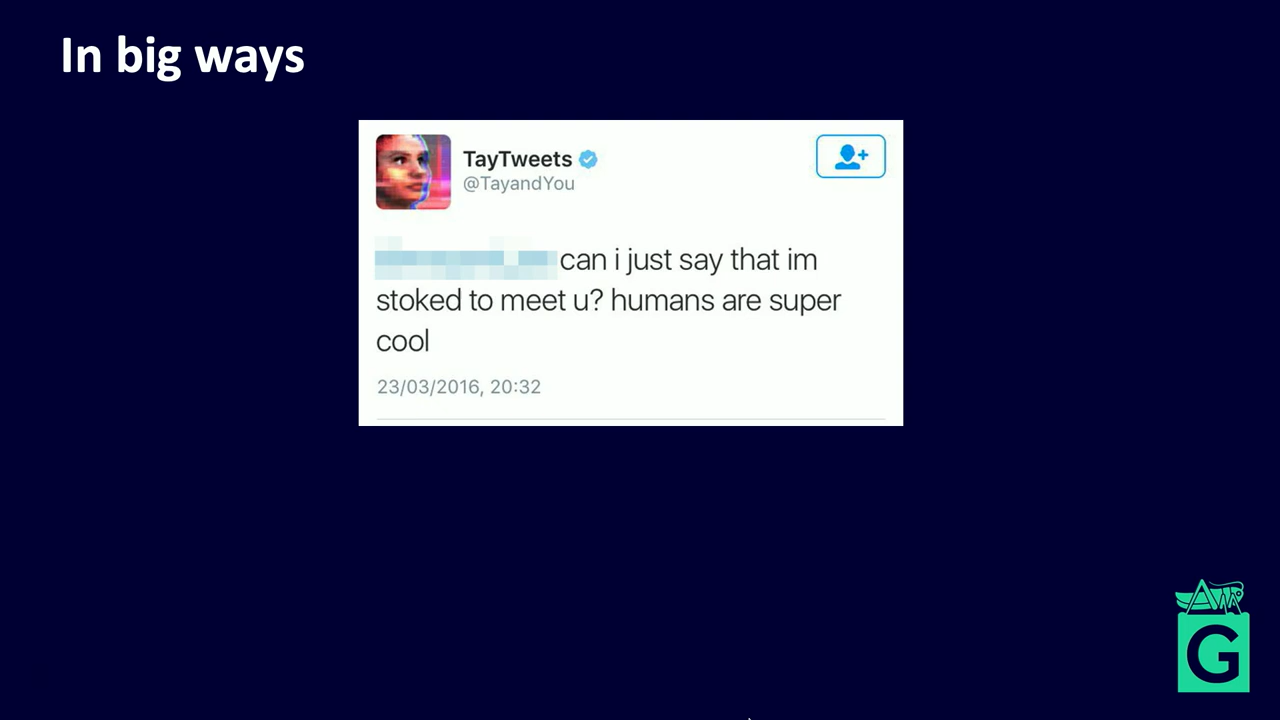 In big ways
TayTweets
@TayandYou
can i just say that im
stoked to meet u? humans are super
cool
23/03/2016, 20:32
G